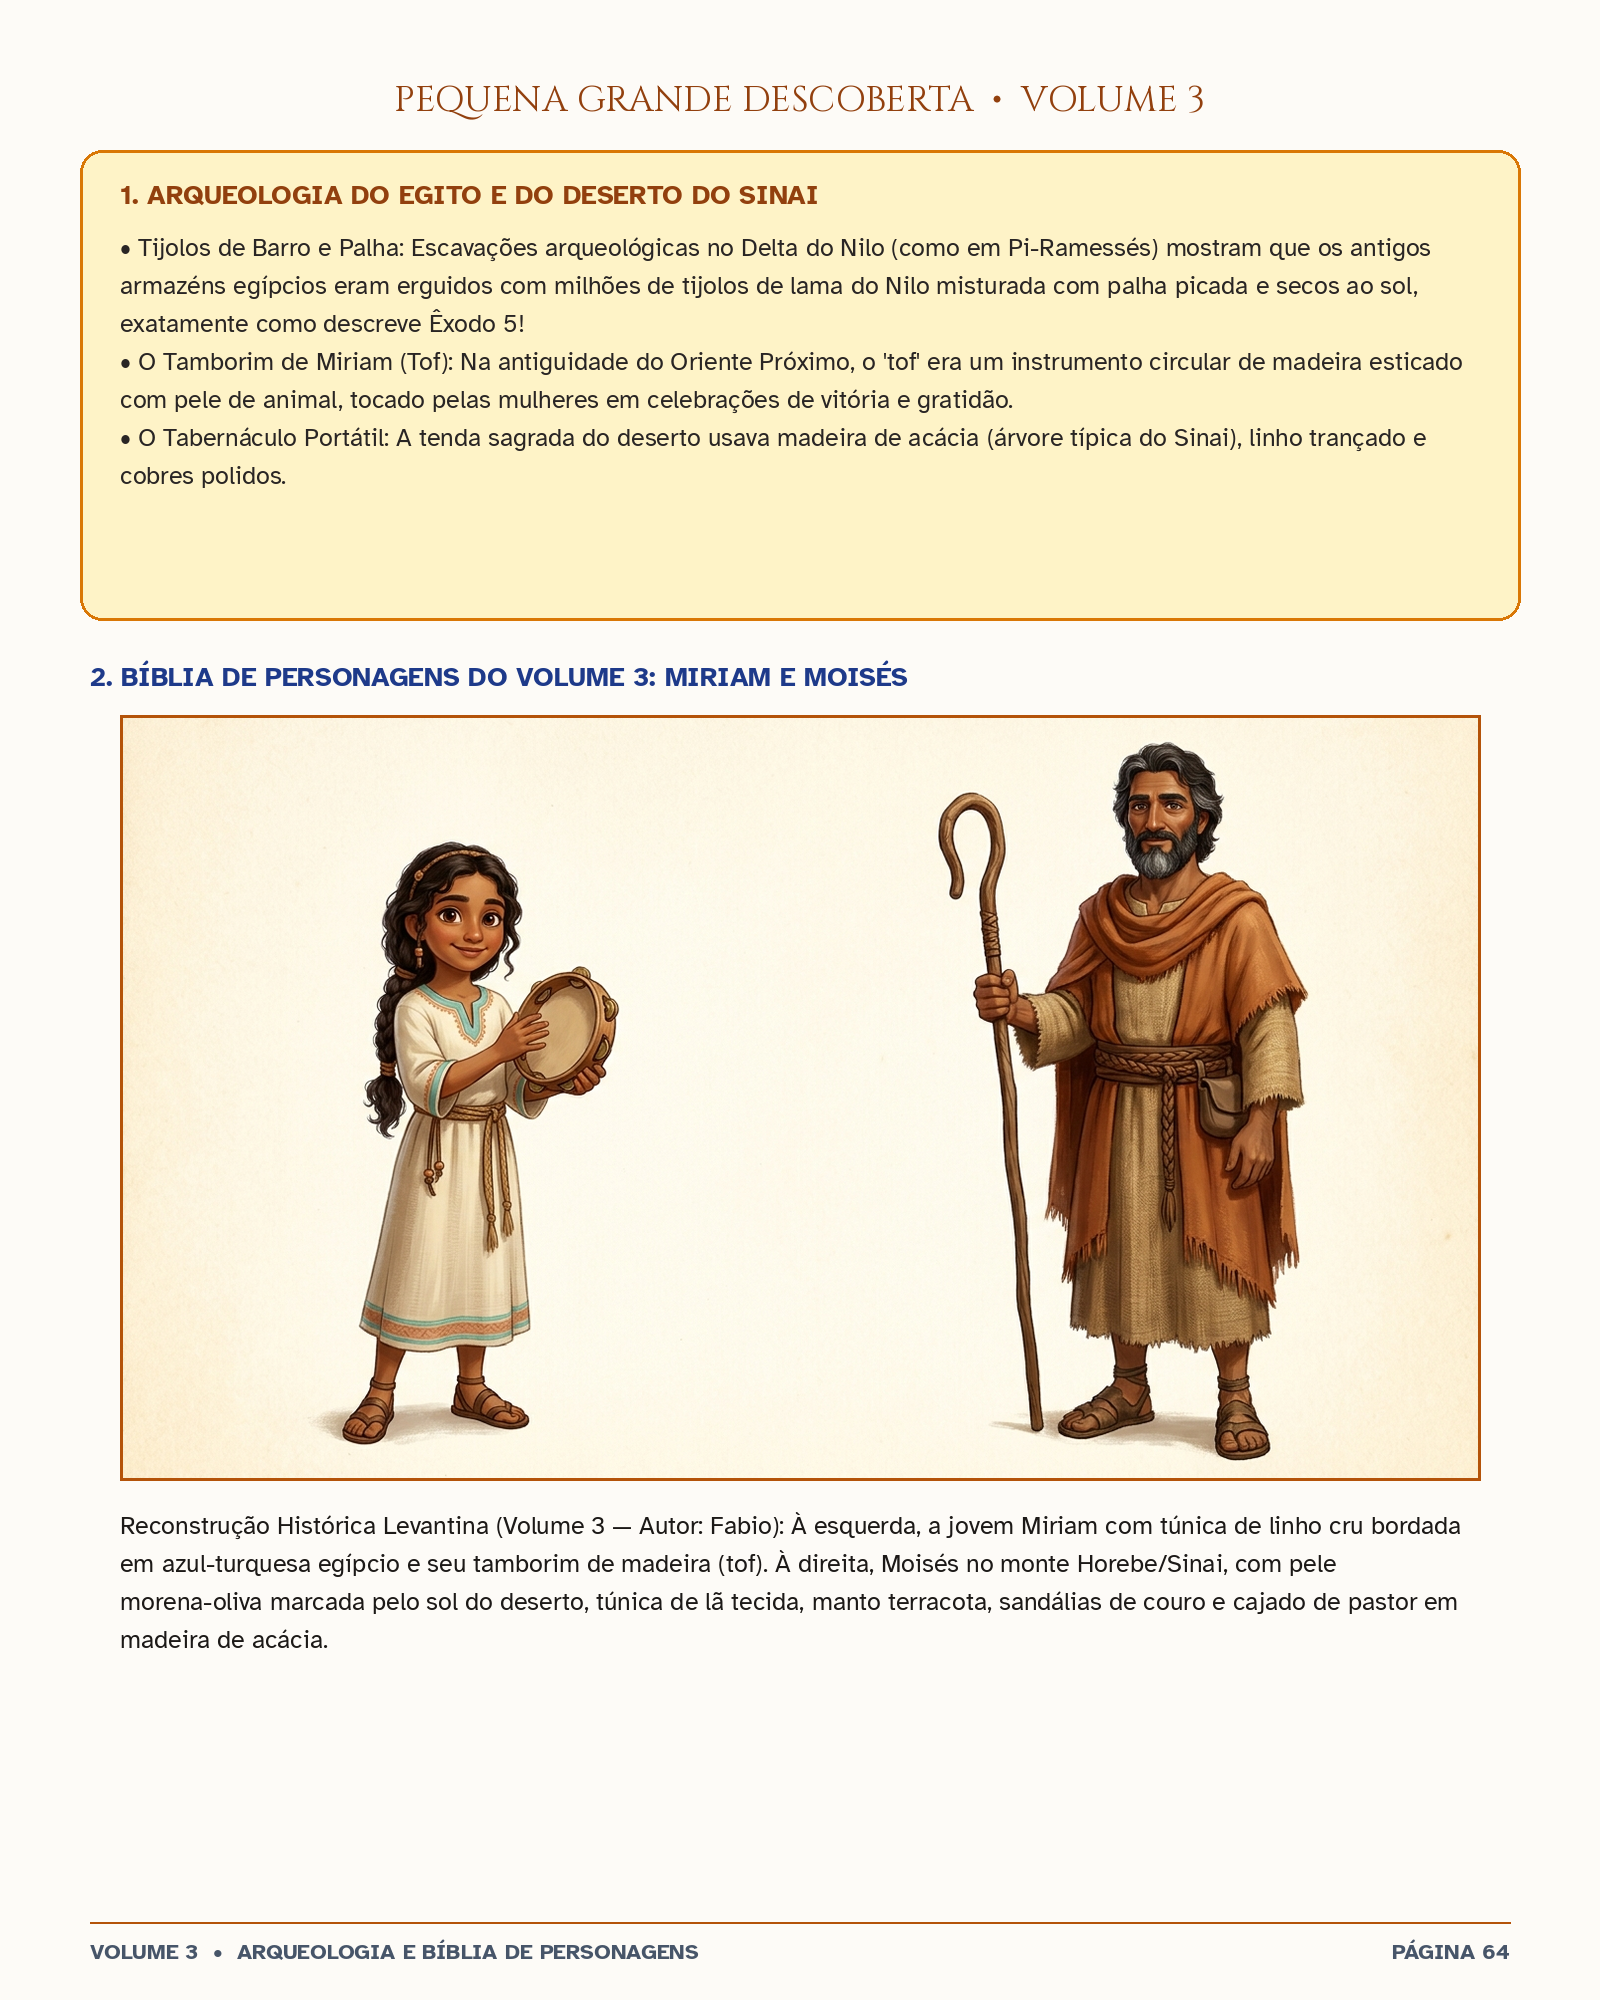 PEQUENA GRANDE DESCOBERTA • VOLUME 3
1. ARQUEOLOGIA DO EGITO E DO DESERTO DO SINAI
• Tijolos de Barro e Palha: Escavações arqueológicas no Delta do Nilo (como em Pi-Ramessés) mostram que os antigos
armazéns egípcios eram erguidos com milhões de tijolos de lama do Nilo misturada com palha picada e secos ao sol,
exatamente como descreve Êxodo 5!
• O Tamborim de Miriam (Tof): Na antiguidade do Oriente Próximo, o 'tof' era um instrumento circular de madeira esticado
com pele de animal, tocado pelas mulheres em celebrações de vitória e gratidão.
• O Tabernáculo Portátil: A tenda sagrada do deserto usava madeira de acácia (árvore típica do Sinai), linho trançado e
cobres polidos.
2. BÍBLIA DE PERSONAGENS DO VOLUME 3: MIRIAM E MOISÉS
Reconstrução Histórica Levantina (Volume 3 — Autor: Fabio): À esquerda, a jovem Miriam com túnica de linho cru bordada
em azul-turquesa egípcio e seu tamborim de madeira (tof). À direita, Moisés no monte Horebe/Sinai, com pele
morena-oliva marcada pelo sol do deserto, túnica de lã tecida, manto terracota, sandálias de couro e cajado de pastor em
madeira de acácia.
VOLUME 3 • ARQUEOLOGIA E BÍBLIA DE PERSONAGENS
PÁGINA 64